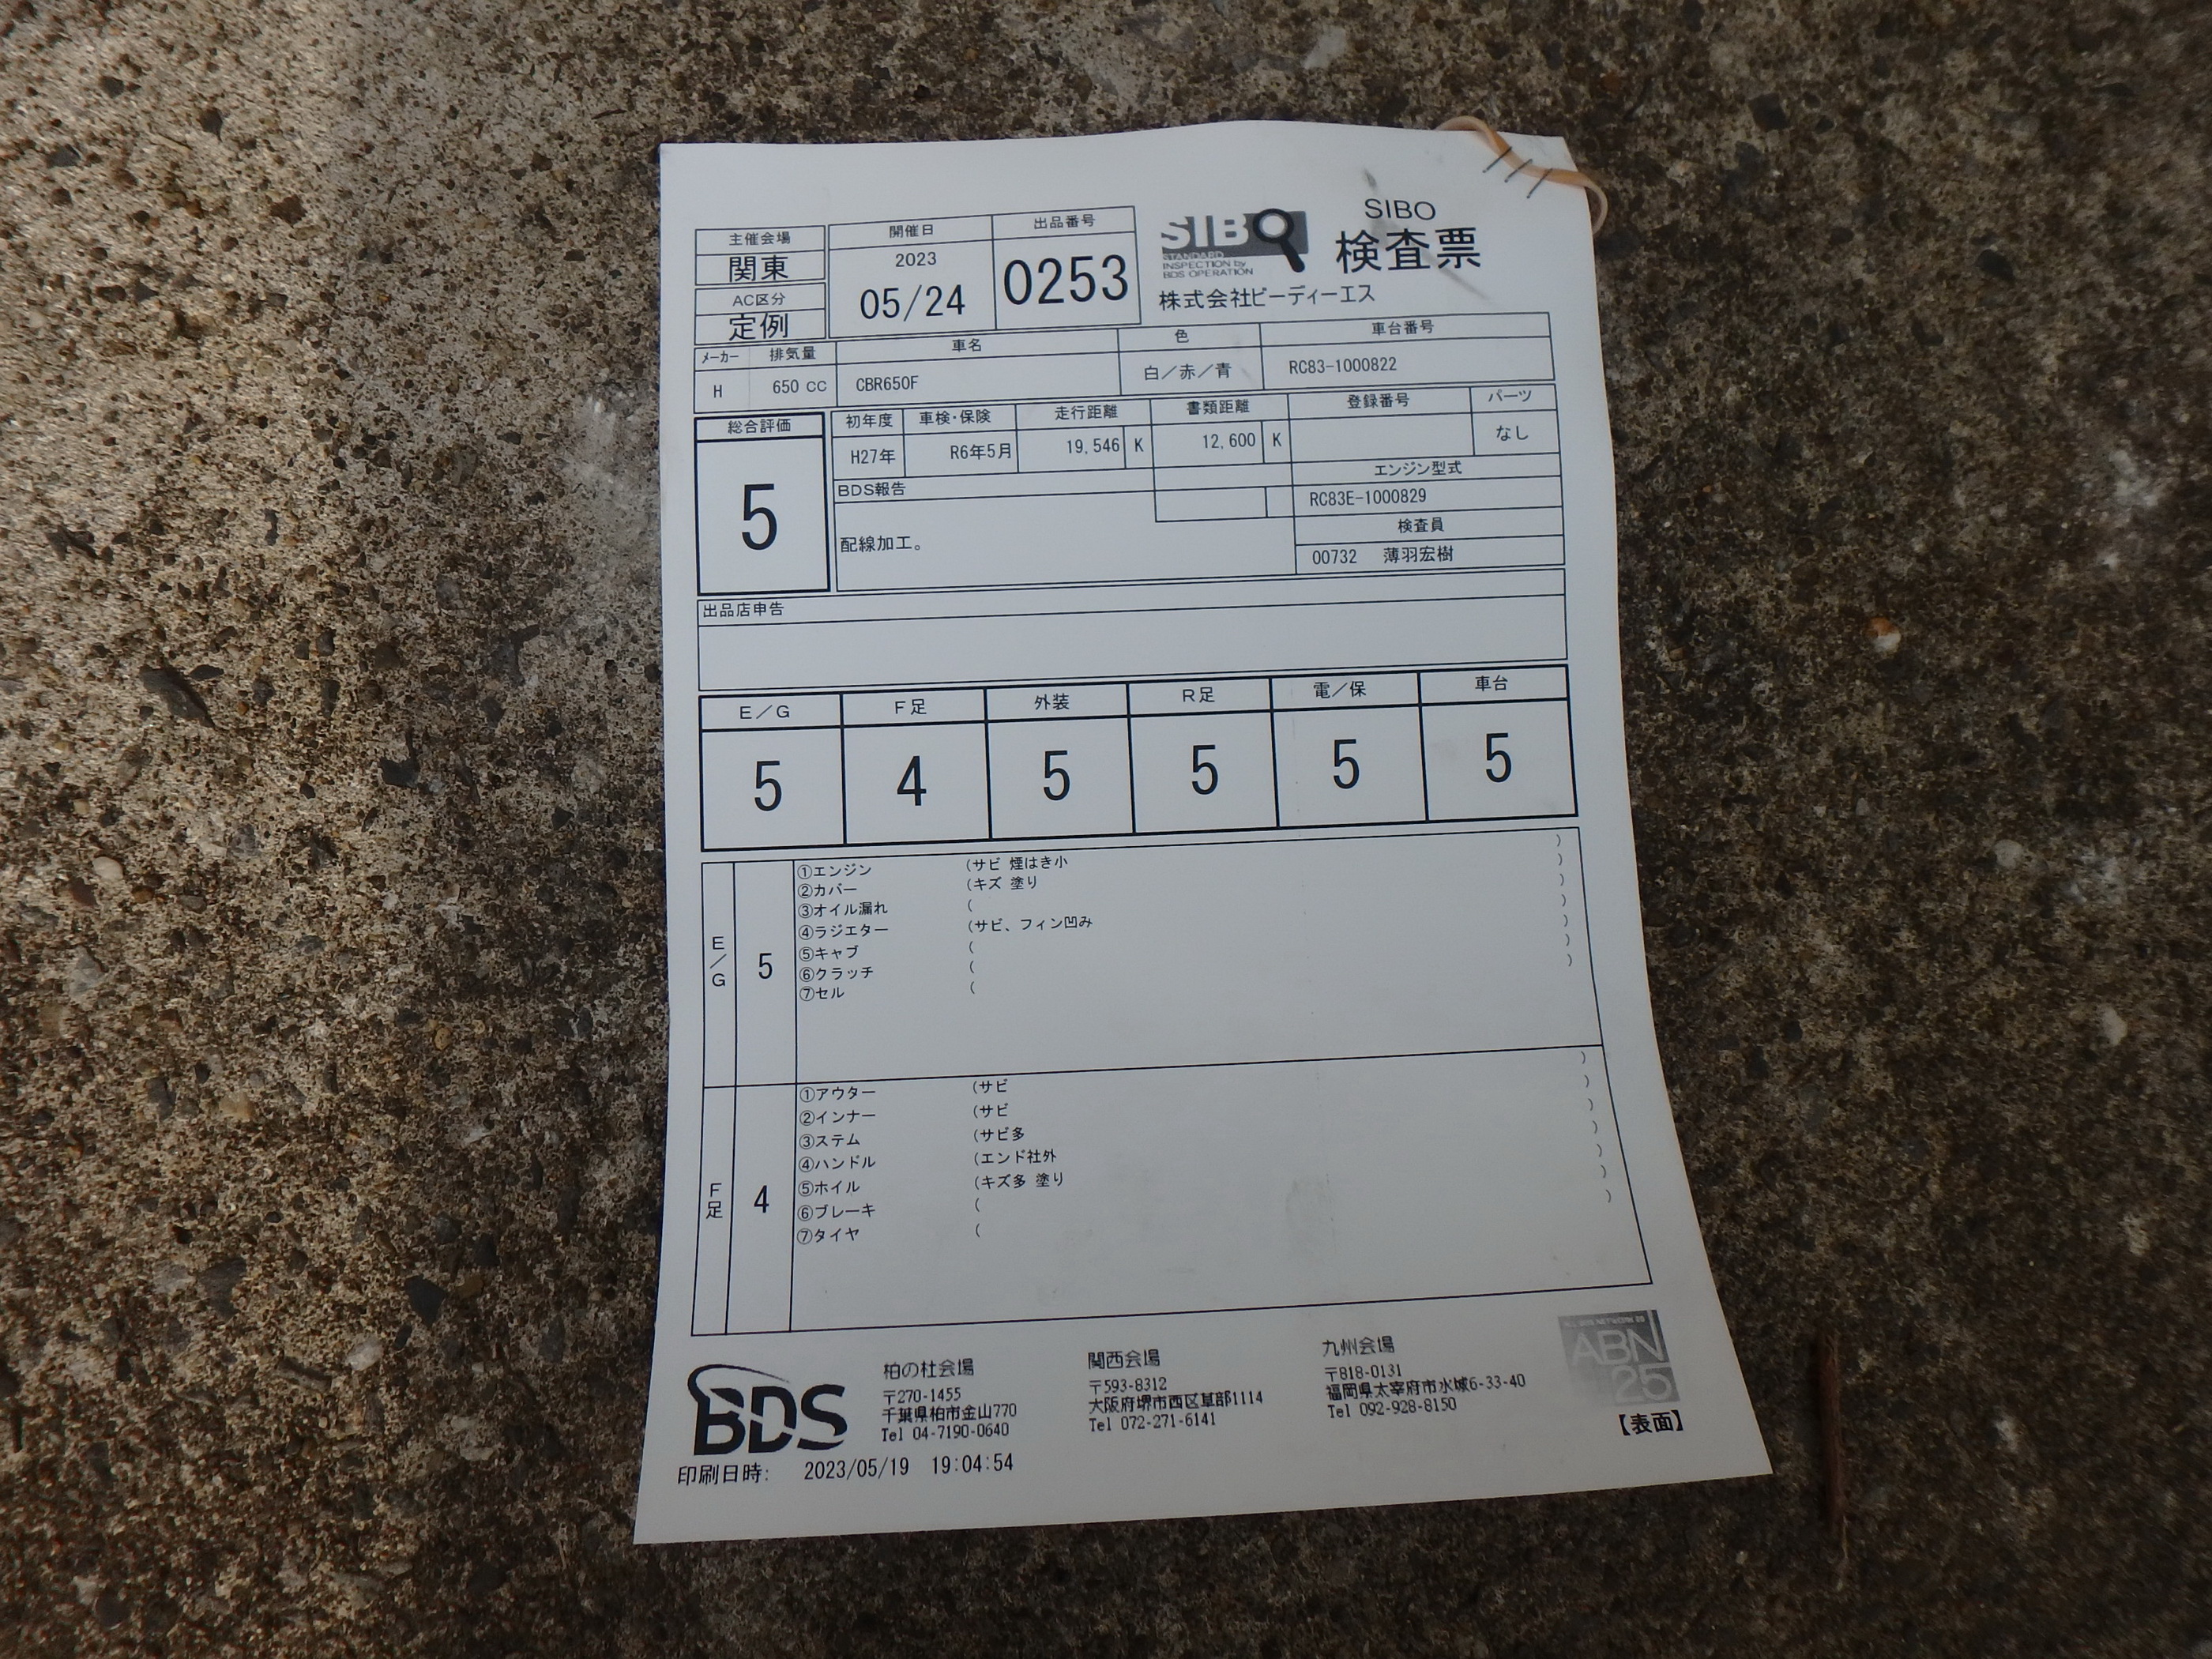 主催会場 開催日 出品番号
関東 2023 05/24 0253
AC区分
定例
SIBO
STANDARD
INSPECTION by
BDS OPERATION
SIBO
検査票
株式会社ビーディーエス
メーカー 排気量 車名 色 車台番号
H 650 CC CBR650F 白／赤／青 RC83-1000822
総合評価 初年度 車検・保険 走行距離 書類距離 登録番号 パーツ
5 H27年 R6年5月 19,546 K 12,600 K なし
BDS報告 エンジン型式
RC83E-1000829
配線加工。 検査員
00732 薄羽宏樹
出品店申告
E／G F足 外装 R足 電／保 車台
5 4 5 5 5 5
E／G 5
①エンジン (サビ 煙はき小 )
②カバー (キズ 塗り )
③オイル漏れ ( )
④ラジエター (サビ、フィン凹み )
⑤キャブ ( )
⑥クラッチ ( )
⑦セル ( )
F足 4
①アウター (サビ )
②インナー (サビ )
③ステム (サビ多 )
④ハンドル (エンド社外 )
⑤ホイル (キズ多 塗り )
⑥ブレーキ ( )
⑦タイヤ ( )
BDS
柏の杜会場
〒270-1455
千葉県柏市金山770
Tel 04-7190-0640
関西会場
〒593-8312
大阪府堺市西区草部1114
Tel 072-271-6141
九州会場
〒818-0131
福岡県太宰府市水城6-33-40
Tel 092-928-8150
ABN
25
【表面】
印刷日時: 2023/05/19 19:04:54